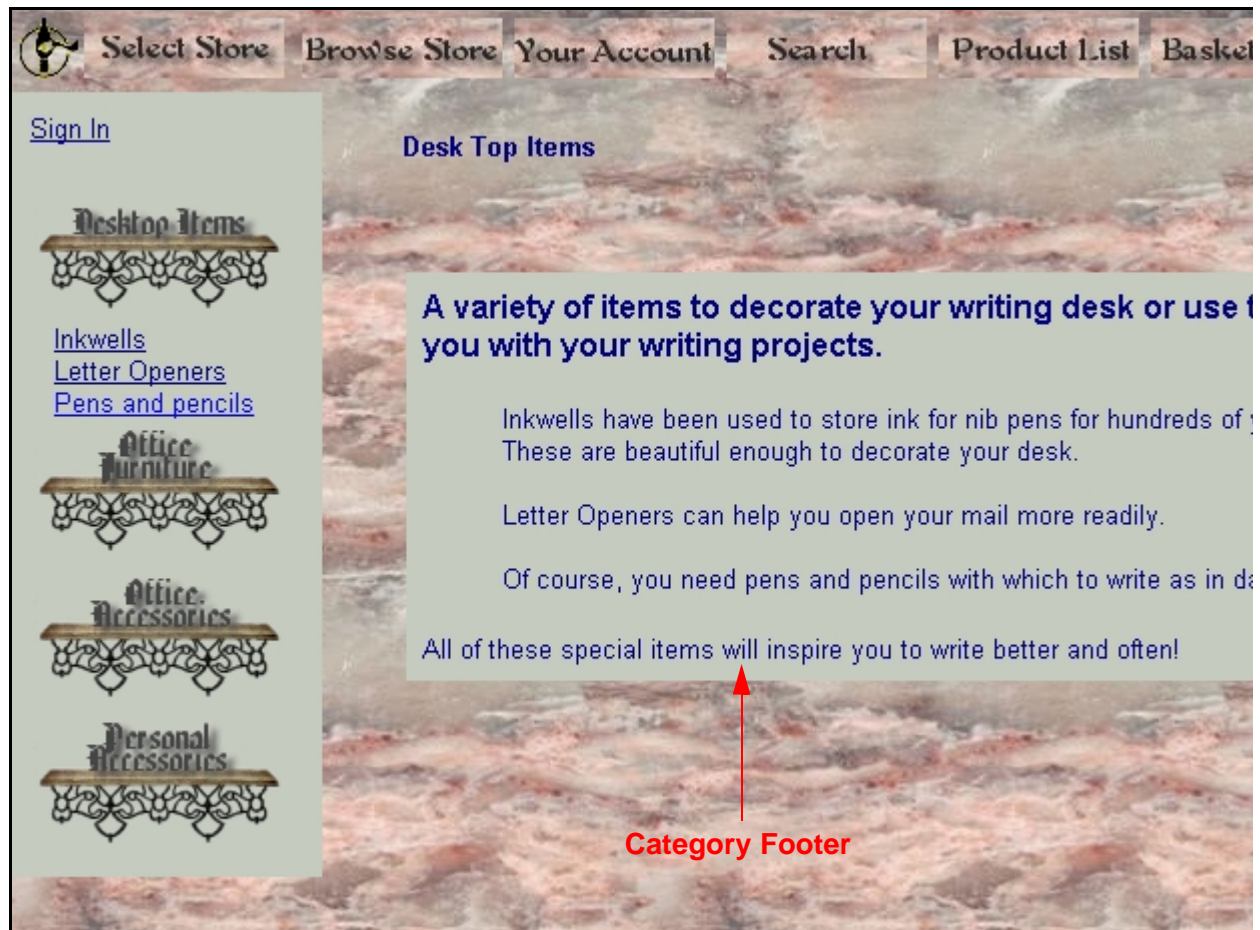 Select Store Browse Store Your Account Search Product List Basket
Sign In
Desktop Items
Inkwells
Letter Openers
Pens and pencils
Office
Furniture
Office
Accessories
Personal
Accessories
Desk Top Items
A variety of items to decorate your writing desk or use
you with your writing projects.
Inkwells have been used to store ink for nib pens for hundreds of
These are beautiful enough to decorate your desk.
Letter Openers can help you open your mail more readily.
Of course, you need pens and pencils with which to write as in
All of these special items will inspire you to write better and often!
Category Footer